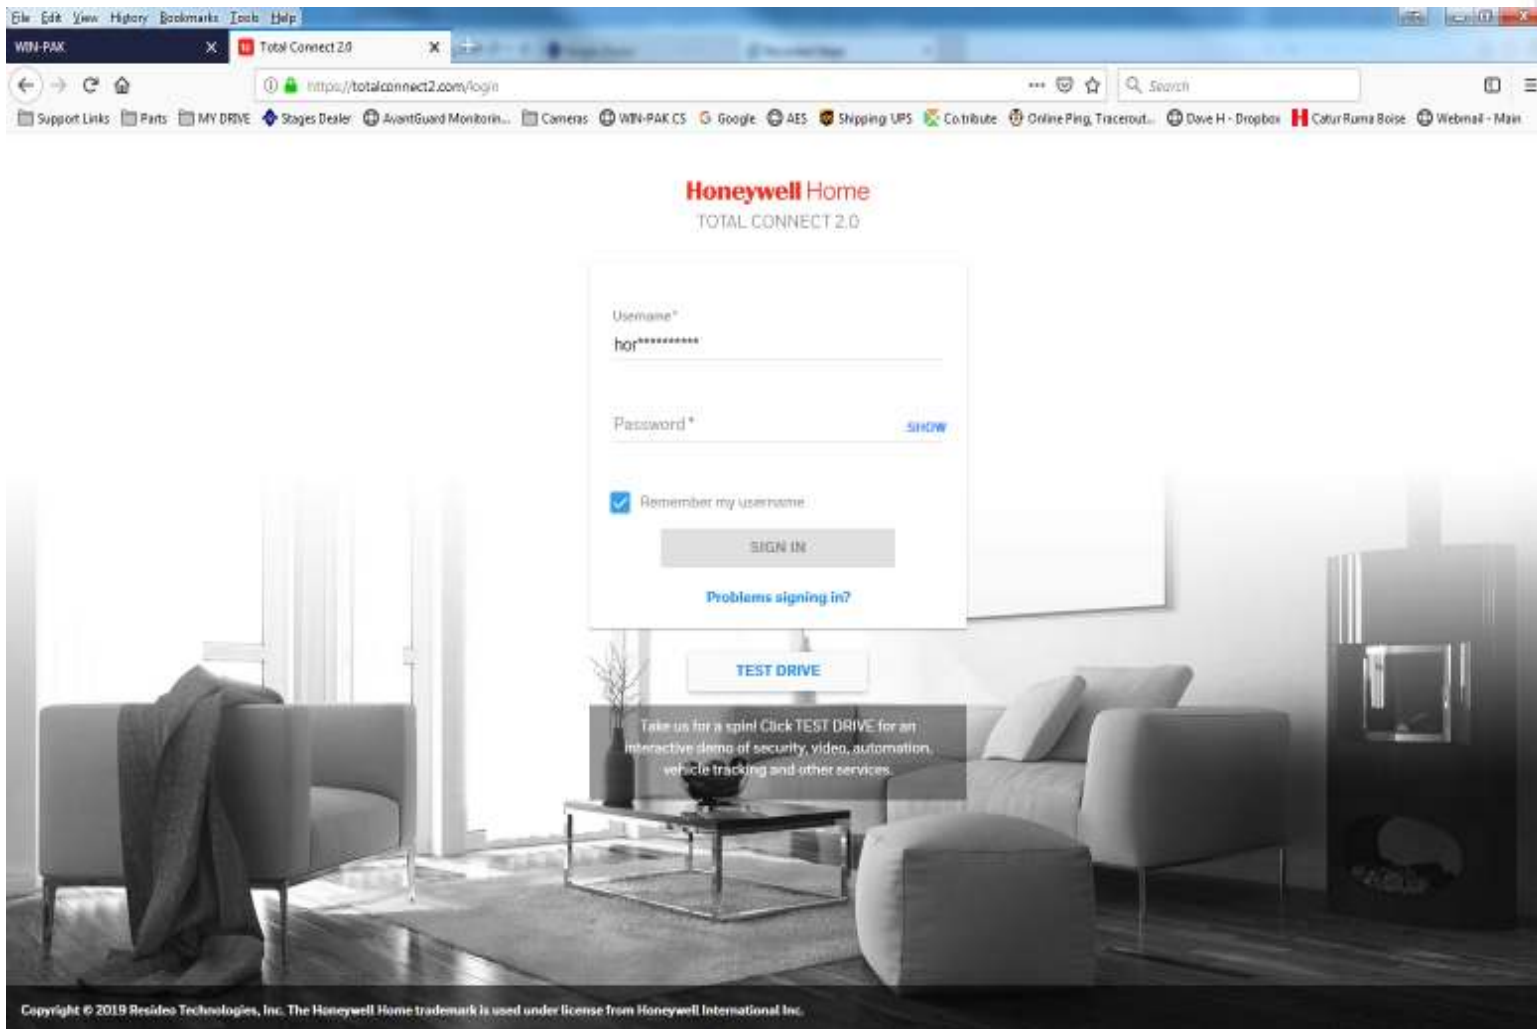 File Edit View History Bookmarks Tools Help
WIN-PAK X Total Connect 2.0 X
https://totalconnect2.com/login Search
Support Links Parts MY DRIVE Stages Dealer AvantGuard Monitorin... Cameras WIN-PAK CS Google AES Shipping UPS Co.tribute Online Ping, Tracerout... Dave H - Dropbox Catur Ruma Boise Webmail - Main
Honeywell Home
TOTAL CONNECT 2.0
Username*
hor**********
Password*
SHOW
Remember my username
SIGN IN
Problems signing in?
TEST DRIVE
Take us for a spin! Click TEST DRIVE for an
interactive demo of security, video, automation,
vehicle tracking and other services.
Copyright © 2019 Resideo Technologies, Inc. The Honeywell Home trademark is used under license from Honeywell International Inc.